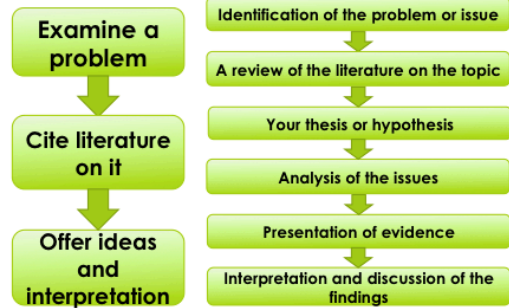 Examine a
problem
Cite literature
on it
Offer ideas
and
interpretation
Identification of the problem or issue
A review of the literature on the topic
Your thesis or hypothesis
Analysis of the issues
Presentation of evidence
Interpretation and discussion of the
findings